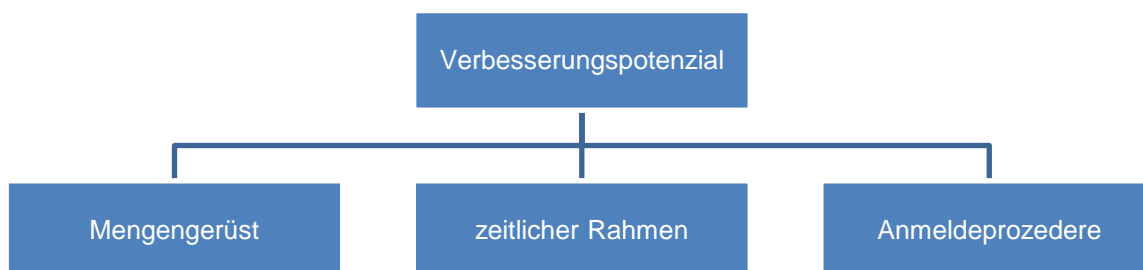 Verbesserungspotenzial
Mengengerüst
zeitlicher Rahmen
Anmeldeprozedere